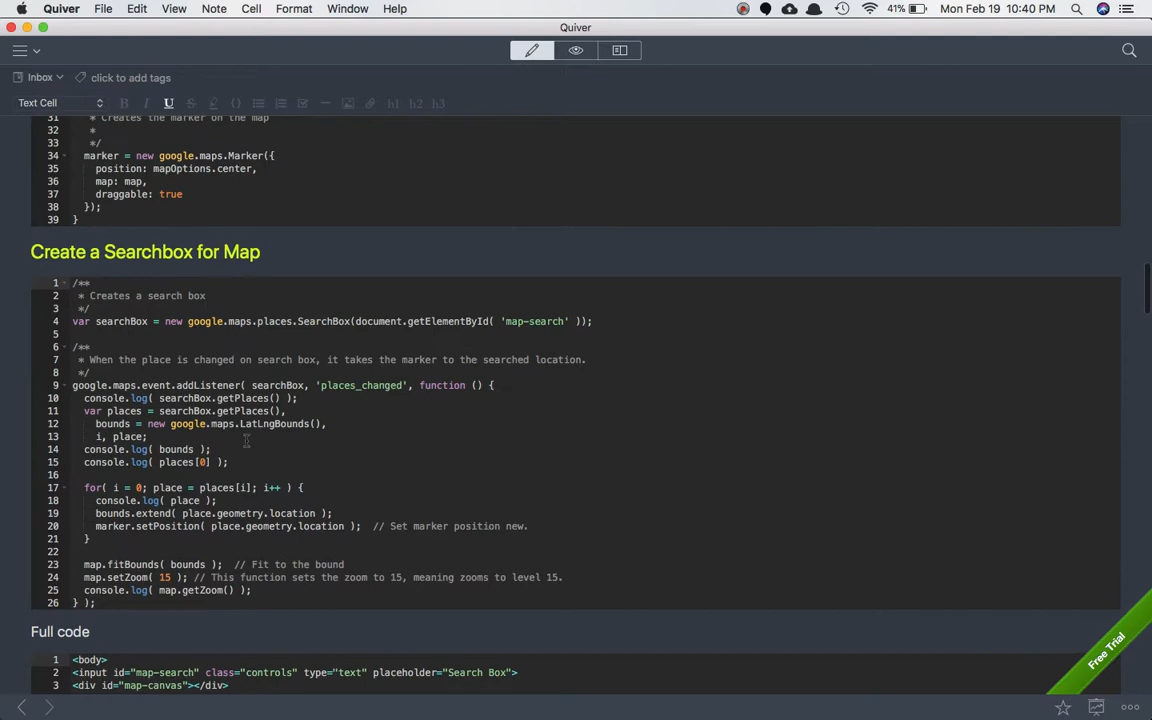 Quiver File Edit View Note Cell Format Window Help 41% Mon Feb 19 10:40 PM
Quiver
Inbox click to add tags
Text Cell B I U S {} h1 h2 h3
31 * Creates the marker on the map
32 *
33 */
34 marker = new google.maps.Marker({
35 position: mapOptions.center,
36 map: map,
37 draggable: true
38 });
39 }
Create a Searchbox for Map
1 /**
2 * Creates a search box
3 */
4 var searchBox = new google.maps.places.SearchBox(document.getElementById( 'map-search' ));
5
6 /**
7 * When the place is changed on search box, it takes the marker to the searched location.
8 */
9 google.maps.event.addListener( searchBox, 'places_changed', function () {
10 console.log( searchBox.getPlaces() );
11 var places = searchBox.getPlaces(),
12 bounds = new google.maps.LatLngBounds(),
13 i, place;
14 console.log( bounds );
15 console.log( places[0] );
16
17 for( i = 0; place = places[i]; i++ ) {
18 console.log( place );
19 bounds.extend( place.geometry.location );
20 marker.setPosition( place.geometry.location ); // Set marker position new.
21 }
22
23 map.fitBounds( bounds ); // Fit to the bound
24 map.setZoom( 15 ); // This function sets the zoom to 15, meaning zooms to level 15.
25 console.log( map.getZoom() );
26 } );
Full code
1 <body>
2 <input id="map-search" class="controls" type="text" placeholder="Search Box">
3 <div id="map-canvas"></div>
Free Trial